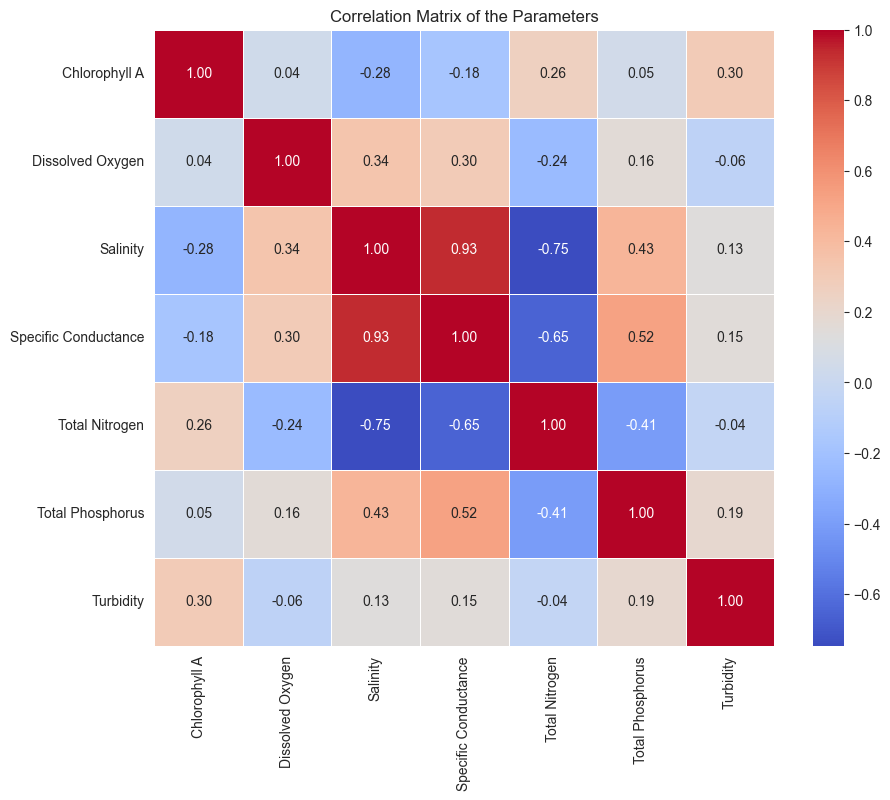 Correlation Matrix of the Parameters
Chlorophyll A 1.00 0.04 -0.28 -0.18 0.26 0.05 0.30
Dissolved Oxygen 0.04 1.00 0.34 0.30 -0.24 0.16 -0.06
Salinity -0.28 0.34 1.00 0.93 -0.75 0.43 0.13
Specific Conductance -0.18 0.30 0.93 1.00 -0.65 0.52 0.15
Total Nitrogen 0.26 -0.24 -0.75 -0.65 1.00 -0.41 -0.04
Total Phosphorus 0.05 0.16 0.43 0.52 -0.41 1.00 0.19
Turbidity 0.30 -0.06 0.13 0.15 -0.04 0.19 1.00
Chlorophyll A
Dissolved Oxygen
Salinity
Specific Conductance
Total Nitrogen
Total Phosphorus
Turbidity
1.0
0.8
0.6
0.4
0.2
0.0
−0.2
−0.4
−0.6